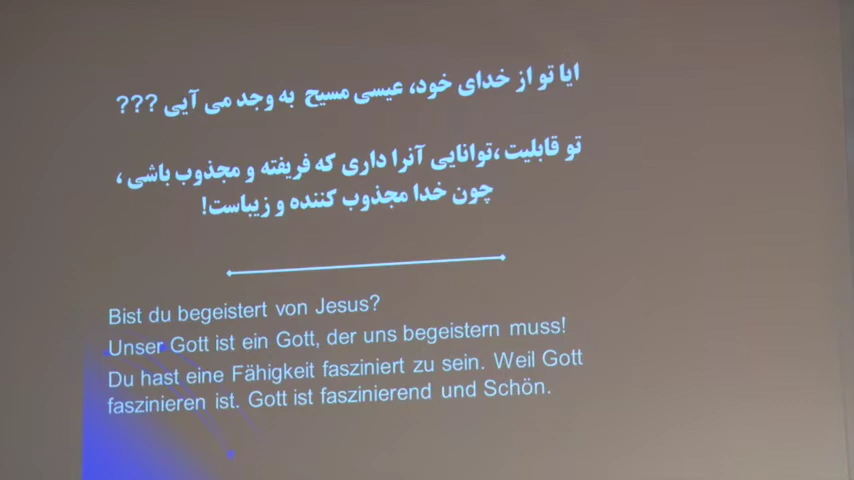 ایا تو از خدای خود، عیسی مسیح به وجد می آیی ???
تو قابلیت ،توانایی آنرا داری که فریفته و مجذوب باشی ،
چون خدا مجذوب کننده و زیباست!
Bist du begeistert von Jesus?
Unser Gott ist ein Gott, der uns begeistern muss!
Du hast eine Fähigkeit fasziniert zu sein. Weil Gott
faszinieren ist. Gott ist faszinierend und Schön.